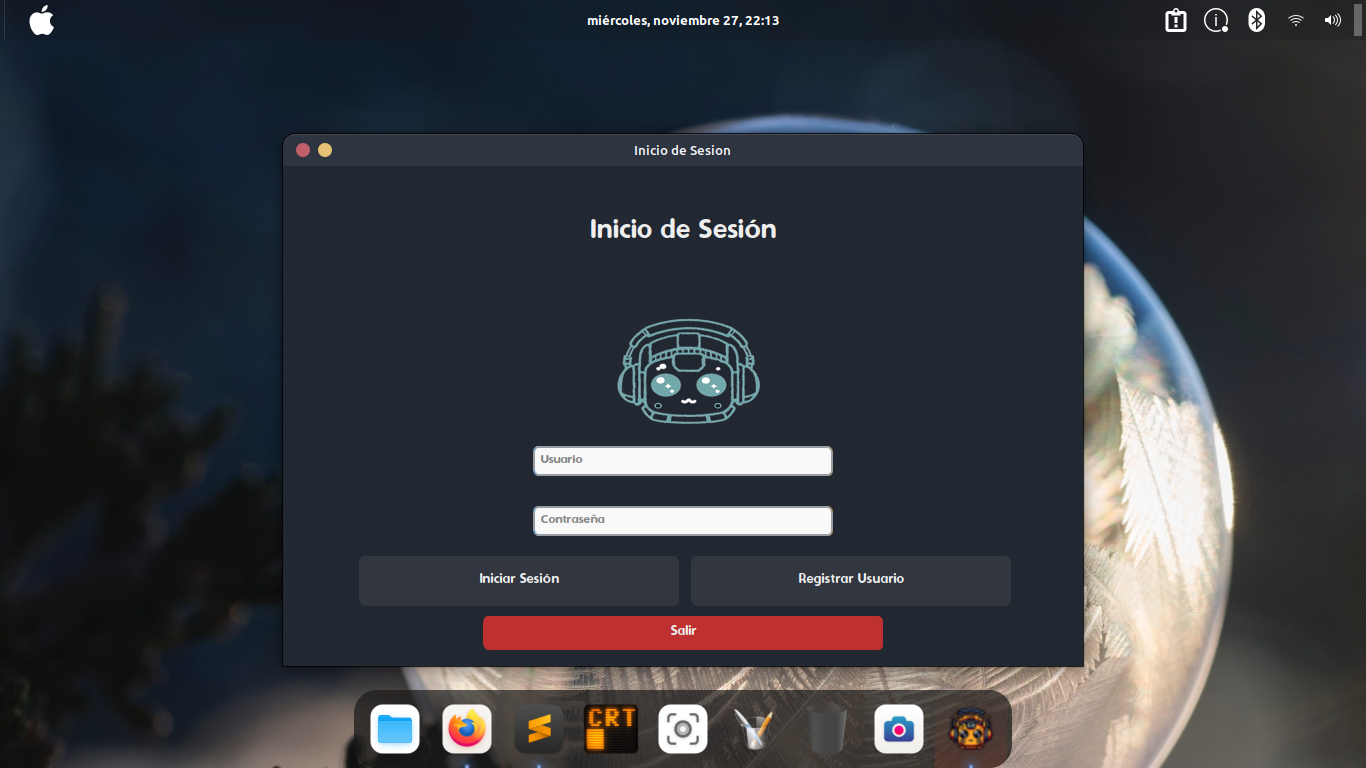 miércoles, noviembre 27, 22:13
Inicio de Sesion
Inicio de Sesión
Usuario
Contraseña
Iniciar Sesión
Registrar Usuario
Salir
CRT